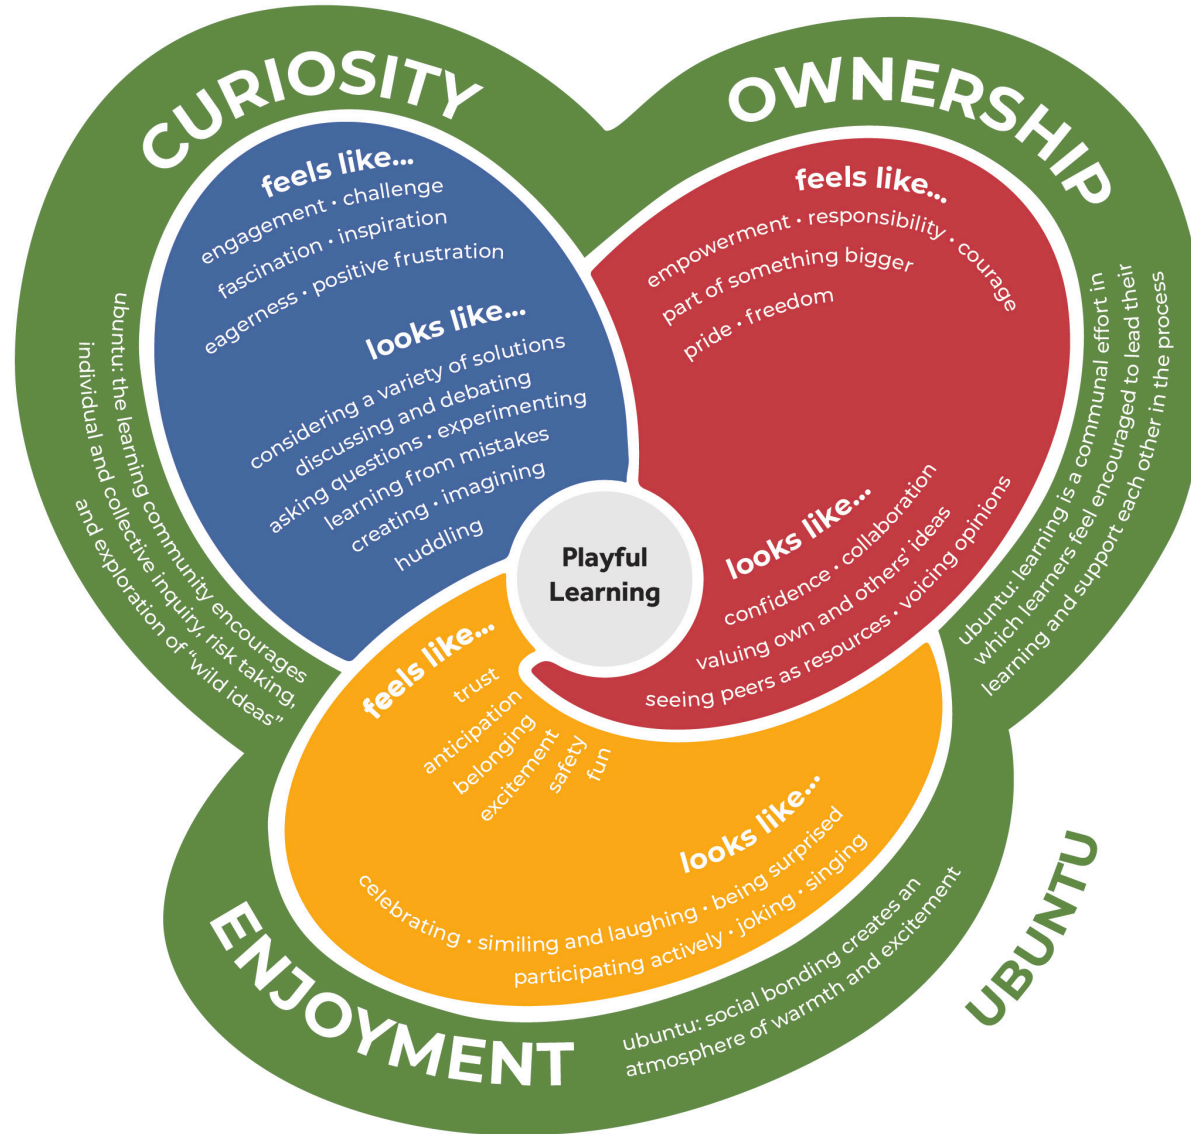 CURIOSITY
feels like...
engagement • challenge
fascination • inspiration
eagerness • positive frustration
looks like...
considering a variety of solutions
discussing and debating
asking questions • experimenting
learning from mistakes
creating • imagining
huddling
ubuntu: the learning community encourages
individual and collective inquiry, risk taking,
and exploration of “wild ideas”
OWNERSHIP
feels like...
empowerment • responsibility • courage
part of something bigger
pride • freedom
looks like...
confidence • collaboration
valuing own and others’ ideas
seeing peers as resources • voicing opinions
ubuntu: learning is a communal effort in
which learners feel encouraged to lead their
learning and support each other in the process
Playful
Learning
ENJOYMENT
feels like...
trust
anticipation
belonging
excitement
safety
fun
looks like...
celebrating • similing and laughing • being surprised
participating actively • joking • singing
ubuntu: social bonding creates an
atmosphere of warmth and excitement
UBUNTU